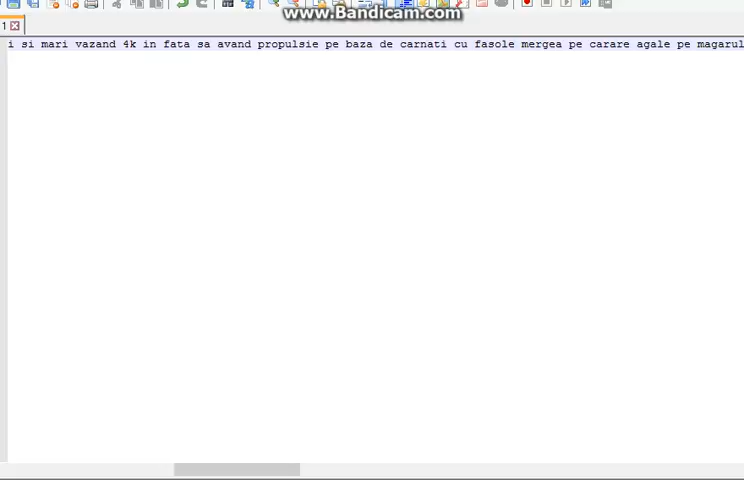 www.Bandicam.com
1
i si mari vazand 4k in fata sa avand propulsie pe baza de carnati cu fasole mergea pe carare agale pe magarul